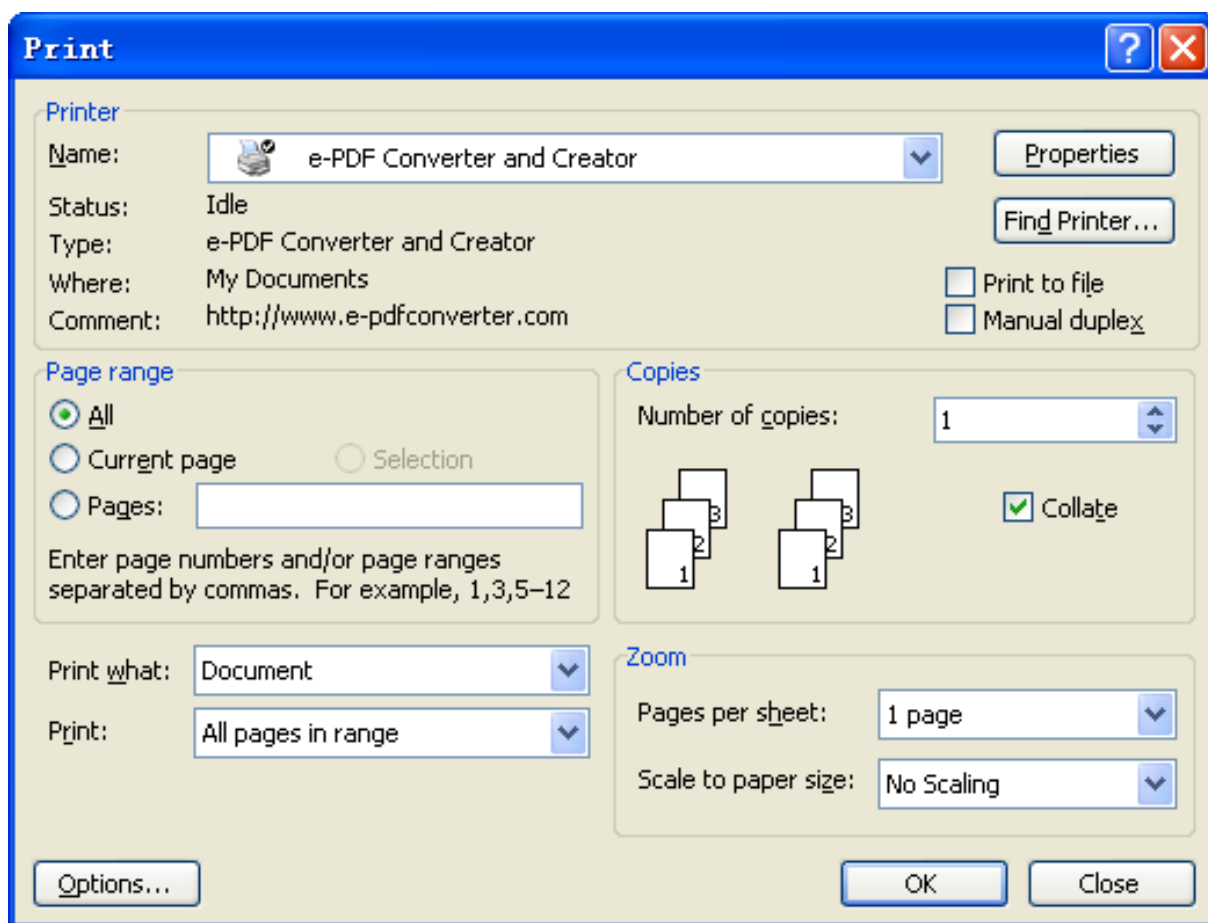 Print
Printer
Name: e-PDF Converter and Creator Properties
Status: Idle
Find Printer...
Type: e-PDF Converter and Creator
Where: My Documents
Print to file
Comment: http://www.e-pdfconverter.com
Manual duplex
Page range
All
Current page Selection
Pages:
Enter page numbers and/or page ranges
separated by commas. For example, 1,3,5–12
Copies
Number of copies: 1
3 3
2 2
1 1
Collate
Print what: Document
Print: All pages in range
Zoom
Pages per sheet: 1 page
Scale to paper size: No Scaling
Options... OK Close